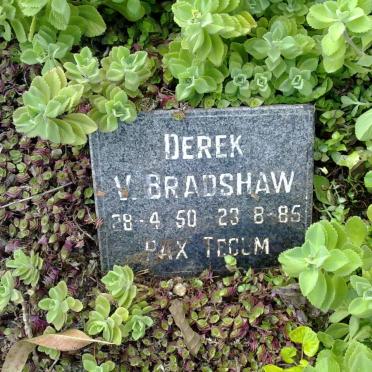 DEREK
V. BRADSHAW
28-4 50 23 8-85
PAX TECUM